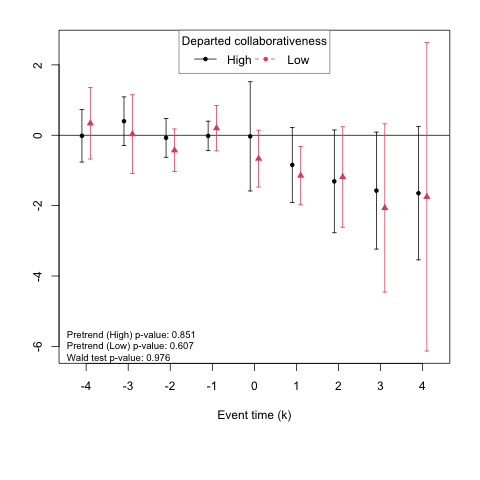 Departed collaborativeness
High Low
2
0
-2
-4
-6
Pretrend (High) p-value: 0.851
Pretrend (Low) p-value: 0.607
Wald test p-value: 0.976
-4 -3 -2 -1 0 1 2 3 4
Event time (k)